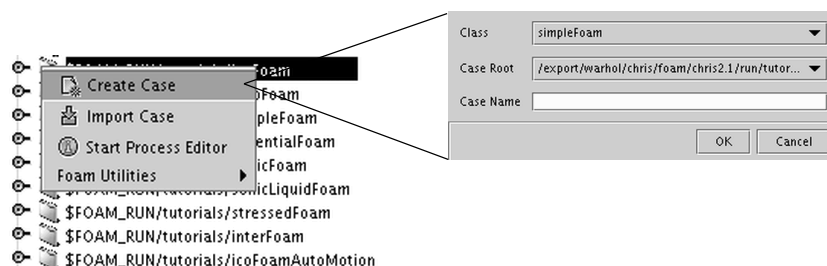 Create Case
Import Case
Start Process Editor
Foam Utilities
Foam
Foam
pleFoam
entialFoam
icFoam
$FOAM_RUN/tutorials/sonicLiquidFoam
$FOAM_RUN/tutorials/stressedFoam
$FOAM_RUN/tutorials/interFoam
$FOAM_RUN/tutorials/icoFoamAutoMotion
Class simpleFoam
Case Root /export/warhol/chris/foam/chris2.1/run/tutor...
Case Name
OK Cancel